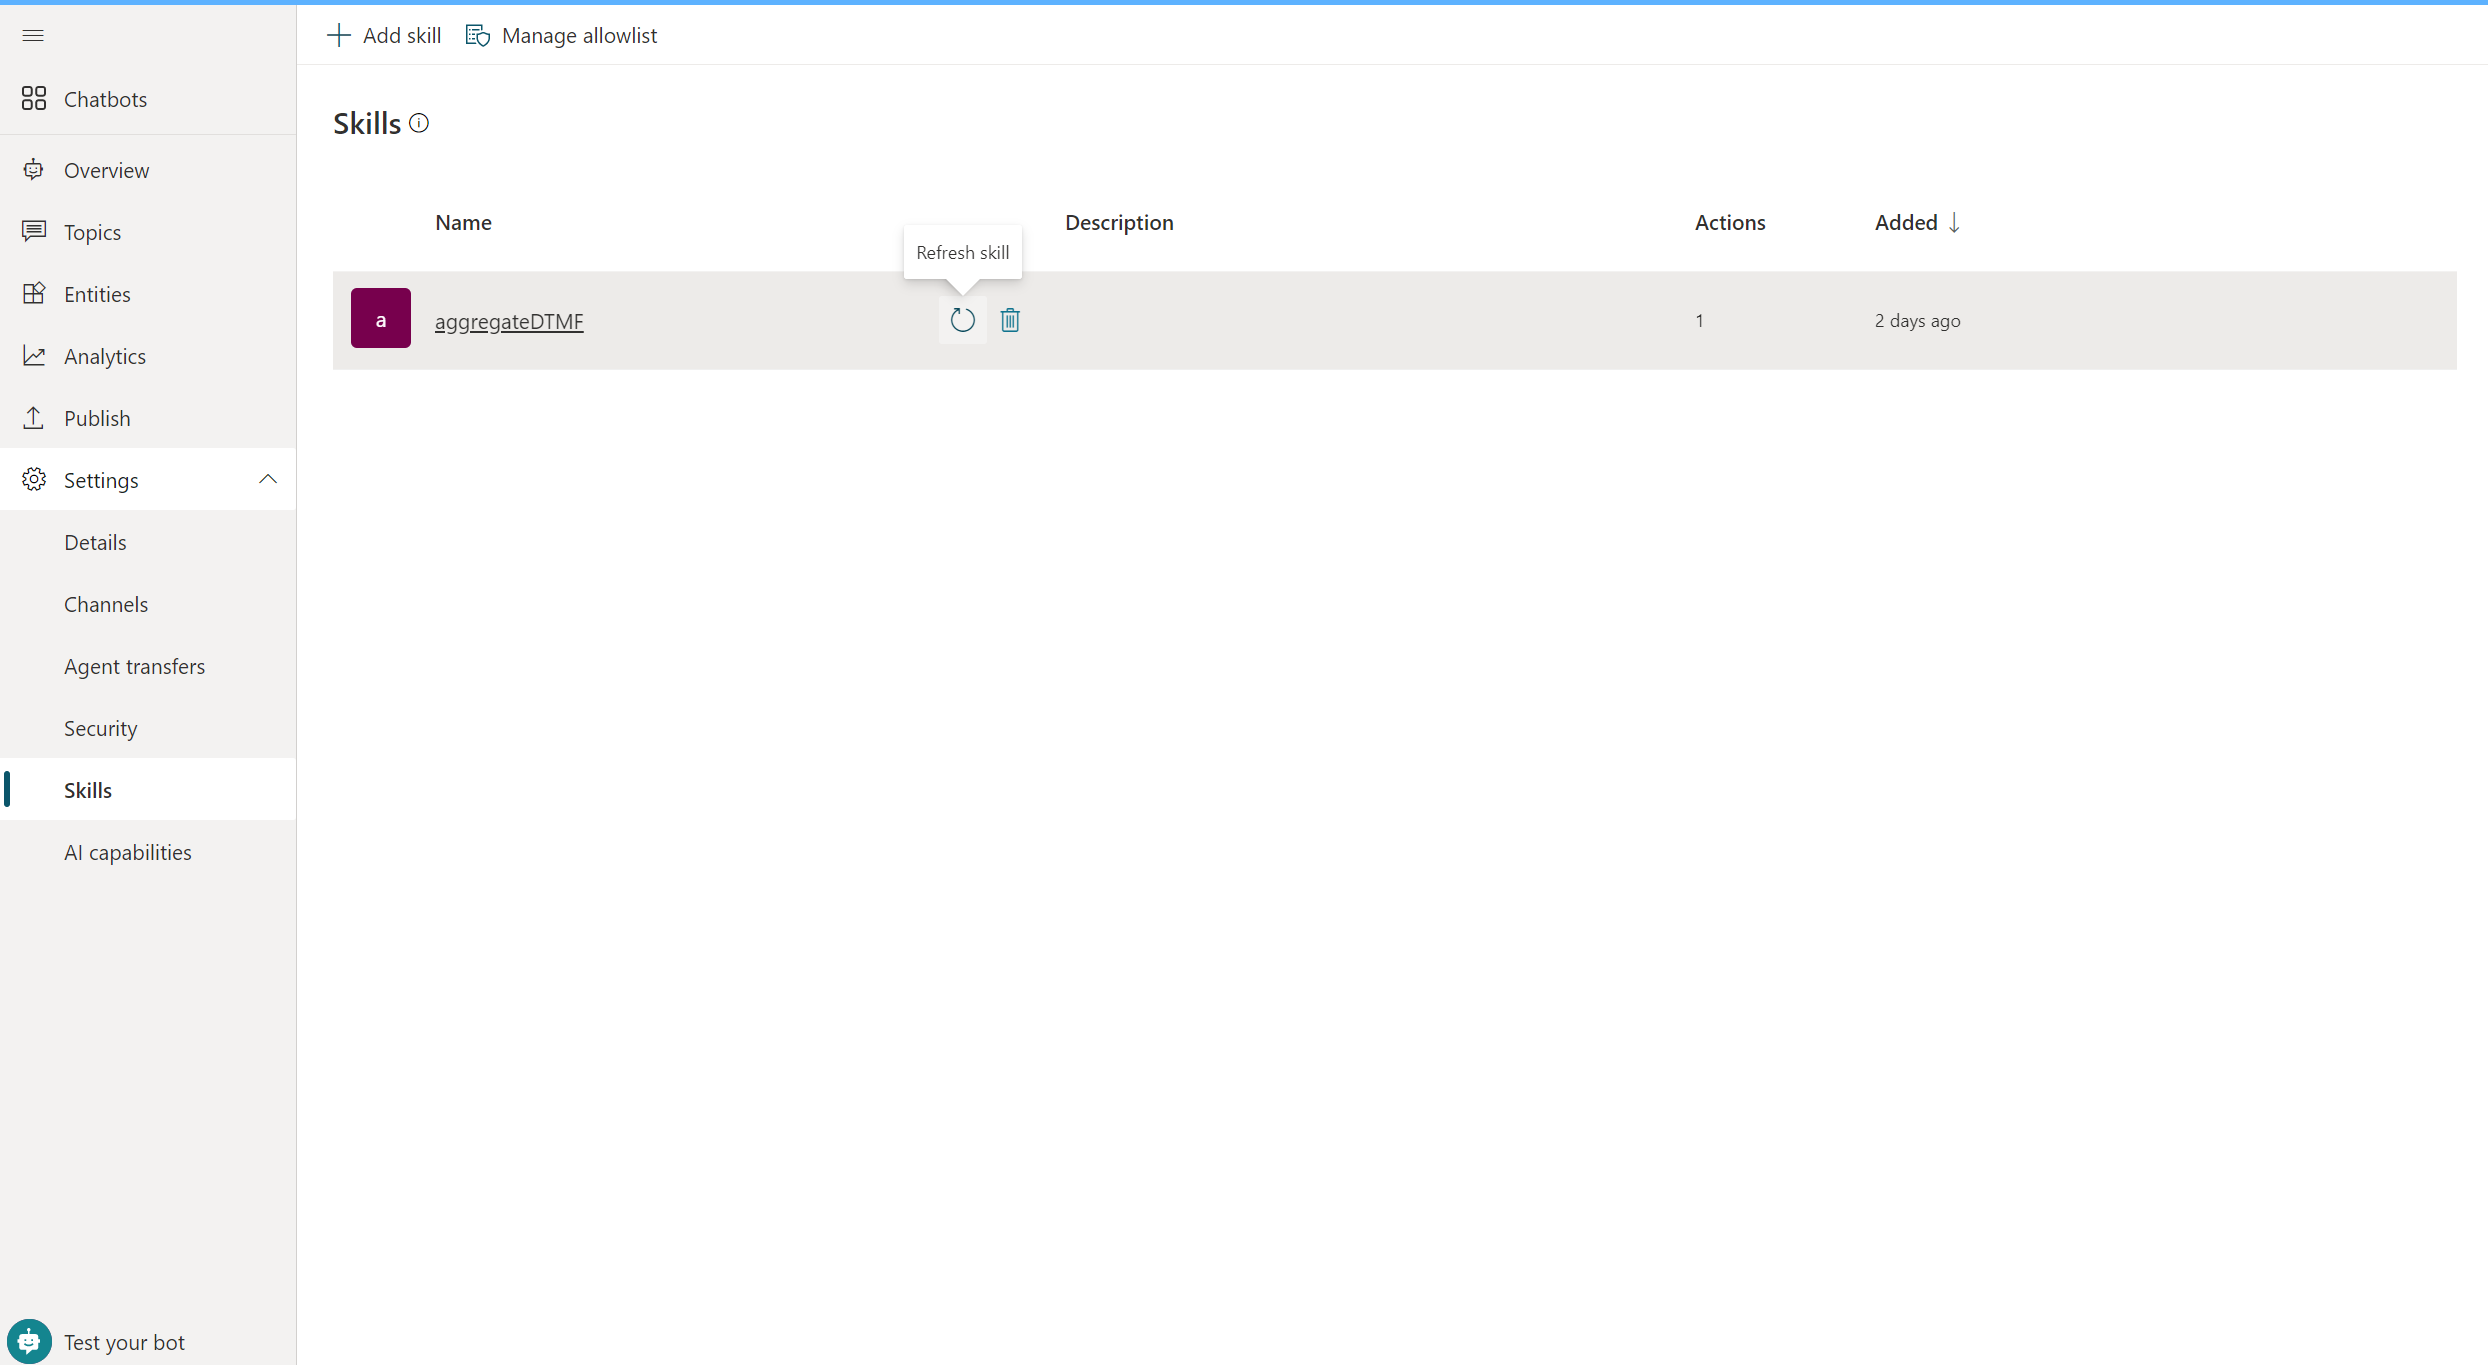 Add skill
Manage allowlist
Chatbots
Overview
Topics
Entities
Analytics
Publish
Settings
Details
Channels
Agent transfers
Security
Skills
AI capabilities
Test your bot
Skills
Name
Description
Actions
Added
Refresh skill
a
aggregateDTMF
1
2 days ago